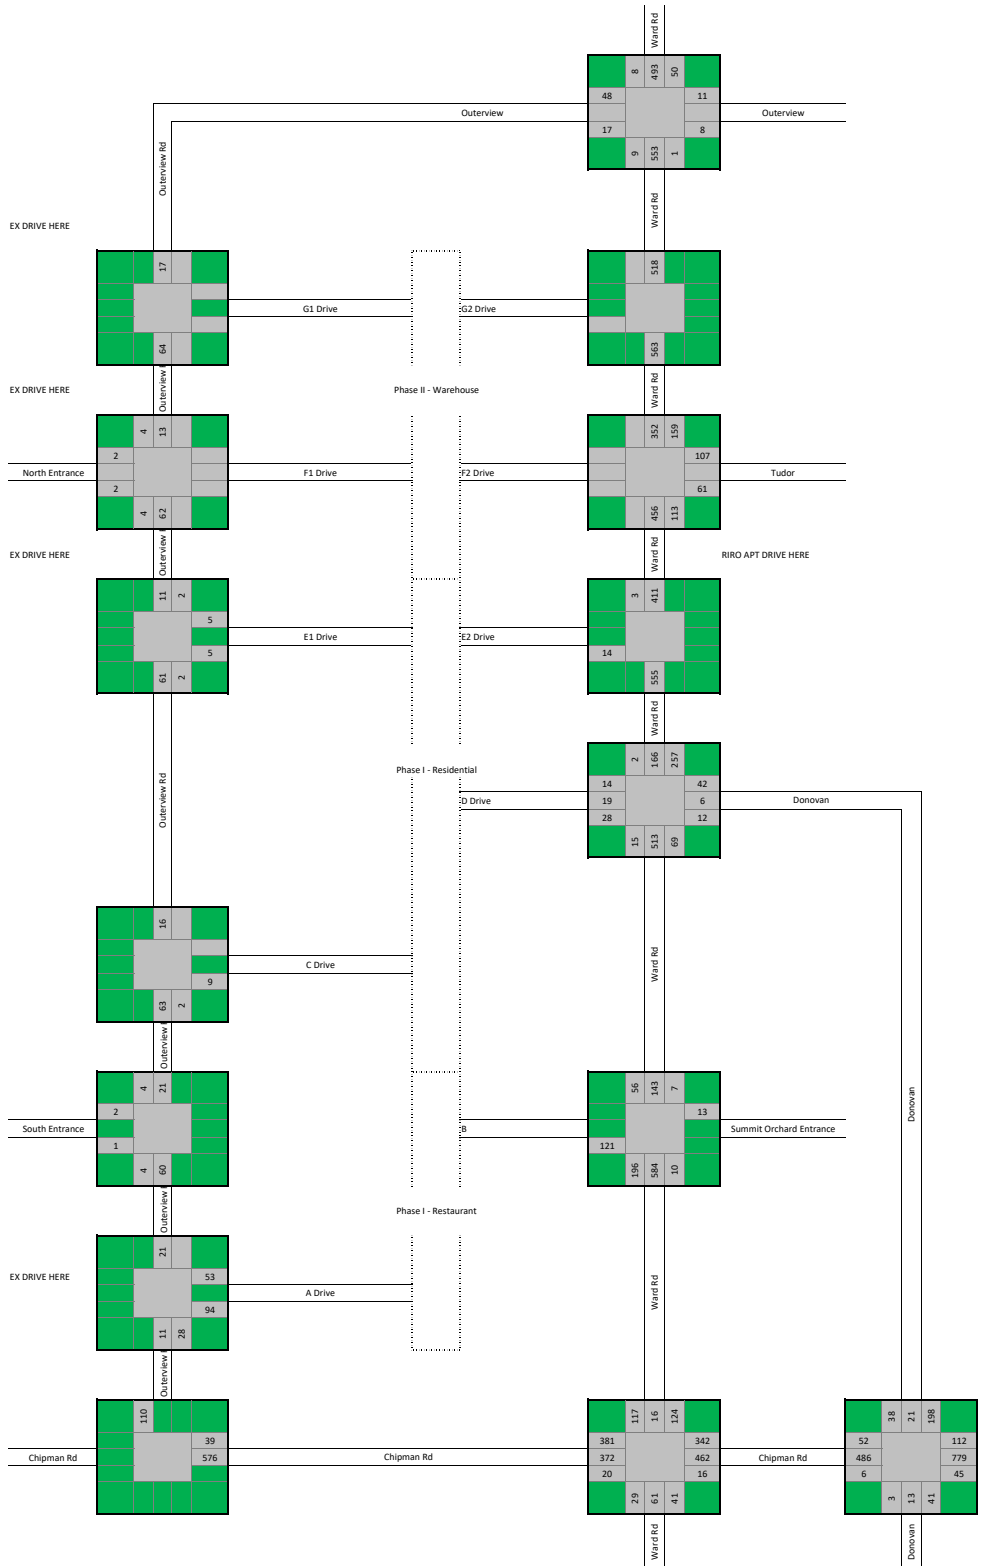 Ward Rd
8 493 50
48 11
Outerview Outerview
17 8
9 553 1
Outerview Rd
Ward Rd
EX DRIVE HERE
17 518
G1 Drive G2 Drive
64 563
Outerview Ward Rd
EX DRIVE HERE Phase II - Warehouse
4 13 352 159
2 107
North Entrance F1 Drive F2 Drive Tudor
2 61
4 62 456 113
Outerview Ward Rd
EX DRIVE HERE RIRO APT DRIVE HERE
11 2 3 411
5
E1 Drive E2 Drive
5 14
61 2 555
Ward Rd
Phase I - Residential
2 166 257
14 42
Outerview Rd D Drive 19 6 Donovan
28 12
15 513 69
16
C Drive Ward Rd
9
63 2
Outerview
4 21 56 143 7
2 13
South Entrance B Summit Orchard Entrance
1 121
4 60 196 584 10
Donovan
Outerview
Phase I - Restaurant
21
EX DRIVE HERE 53
A Drive Ward Rd
94
11 28
Outerview
110 117 16 124 38 21 198
39 381 342 52 112
Chipman Rd 576 Chipman Rd 372 462 Chipman Rd 486 779
20 16 6 45
29 61 41 3 13 41
Ward Rd Donovan